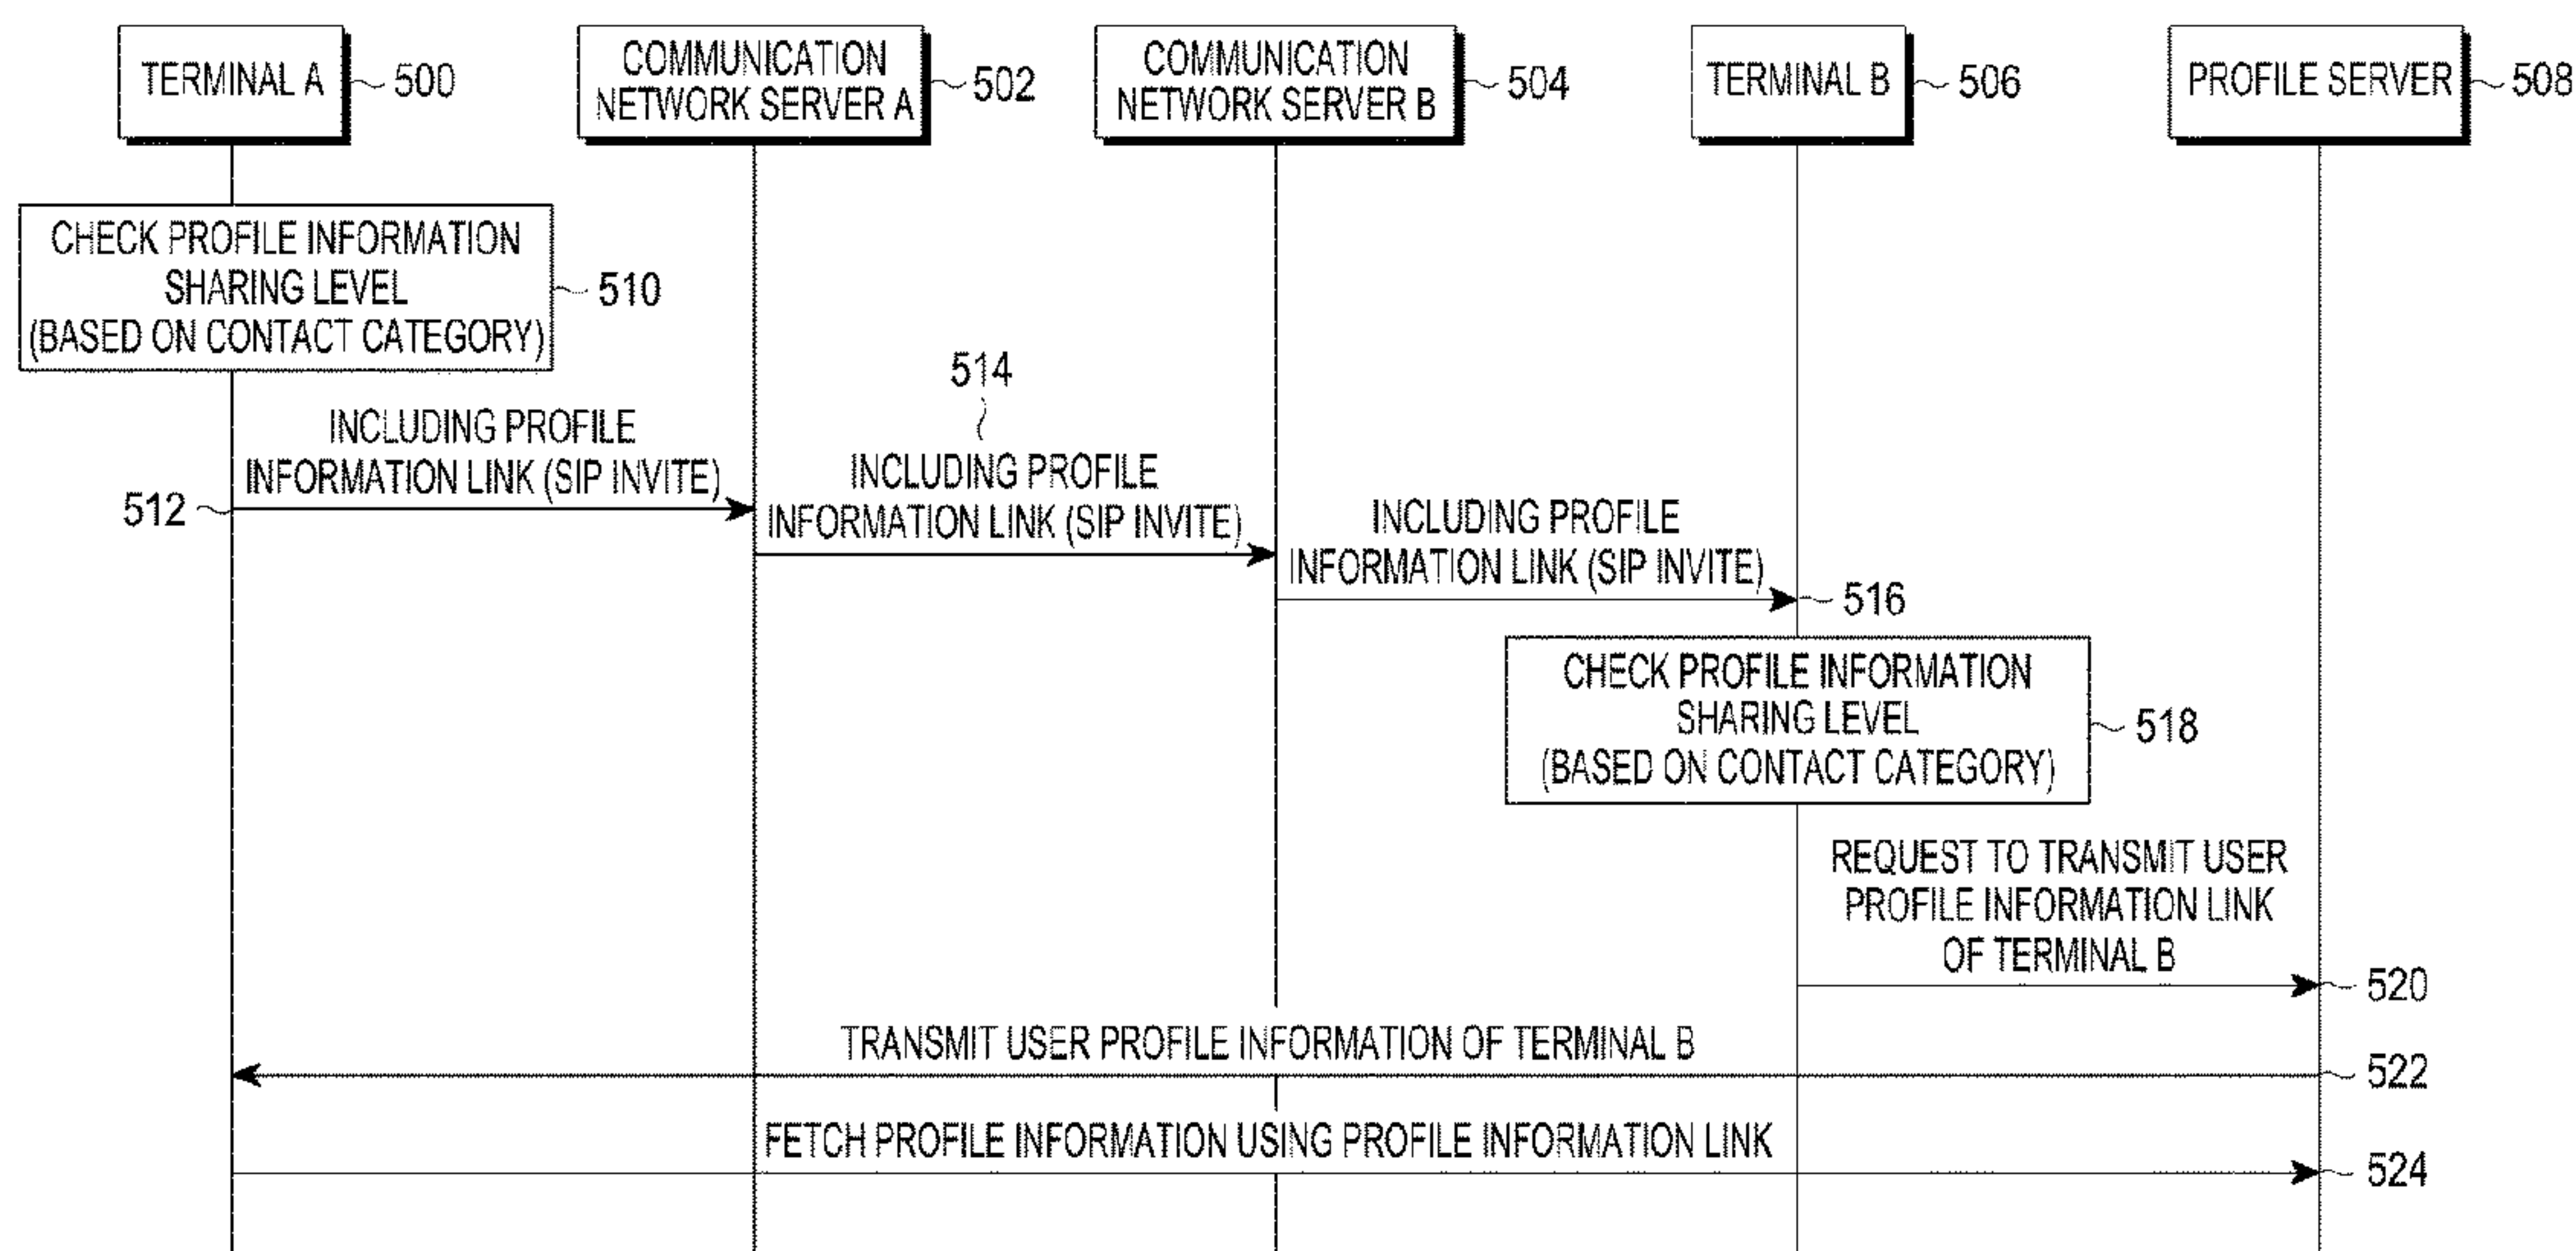 TERMINAL A
500
COMMUNICATION
NETWORK SERVER A
502
COMMUNICATION
NETWORK SERVER B
504
TERMINAL B
506
PROFILE SERVER
508
CHECK PROFILE INFORMATION
SHARING LEVEL
(BASED ON CONTACT CATEGORY)
510
INCLUDING PROFILE
INFORMATION LINK (SIP INVITE)
512
514
INCLUDING PROFILE
INFORMATION LINK (SIP INVITE)
INCLUDING PROFILE
INFORMATION LINK (SIP INVITE)
516
CHECK PROFILE INFORMATION
SHARING LEVEL
(BASED ON CONTACT CATEGORY)
518
REQUEST TO TRANSMIT USER
PROFILE INFORMATION LINK
OF TERMINAL B
520
TRANSMIT USER PROFILE INFORMATION OF TERMINAL B
522
FETCH PROFILE INFORMATION USING PROFILE INFORMATION LINK
524